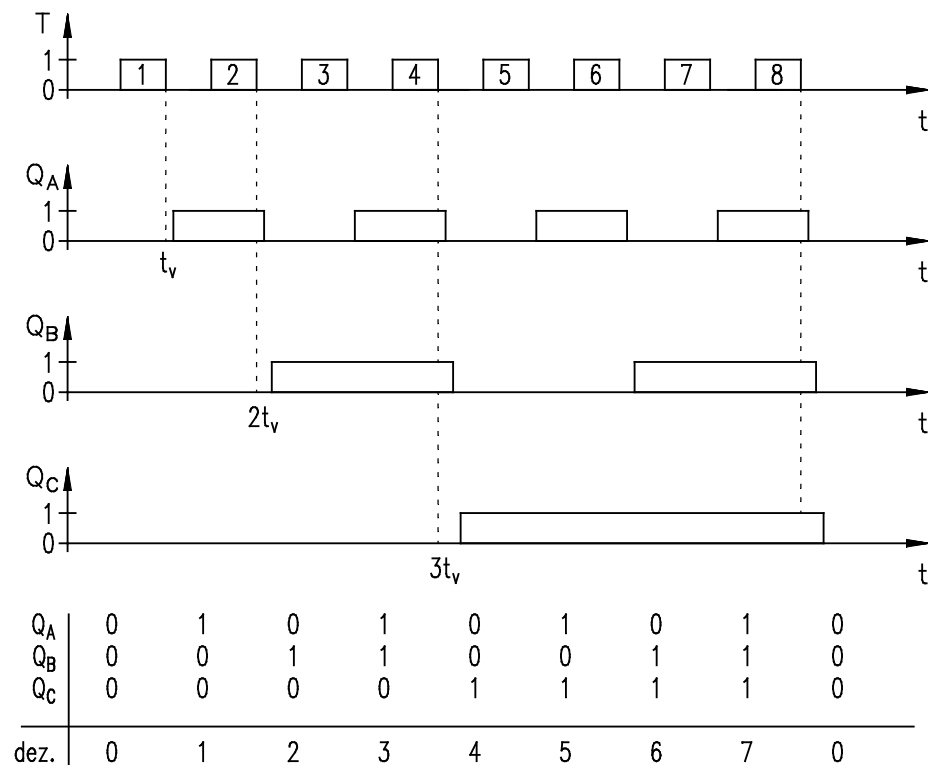 T
1 1 2 3 4 5 6 7 8
0
t
Q_A
1
0
t_v t
Q_B
1
0
2t_v t
Q_C
1
0
3t_v t
Q_A 0 1 0 1 0 1 0 1 0
Q_B 0 0 1 1 0 0 1 1 0
Q_C 0 0 0 0 1 1 1 1 0
dez. 0 1 2 3 4 5 6 7 0